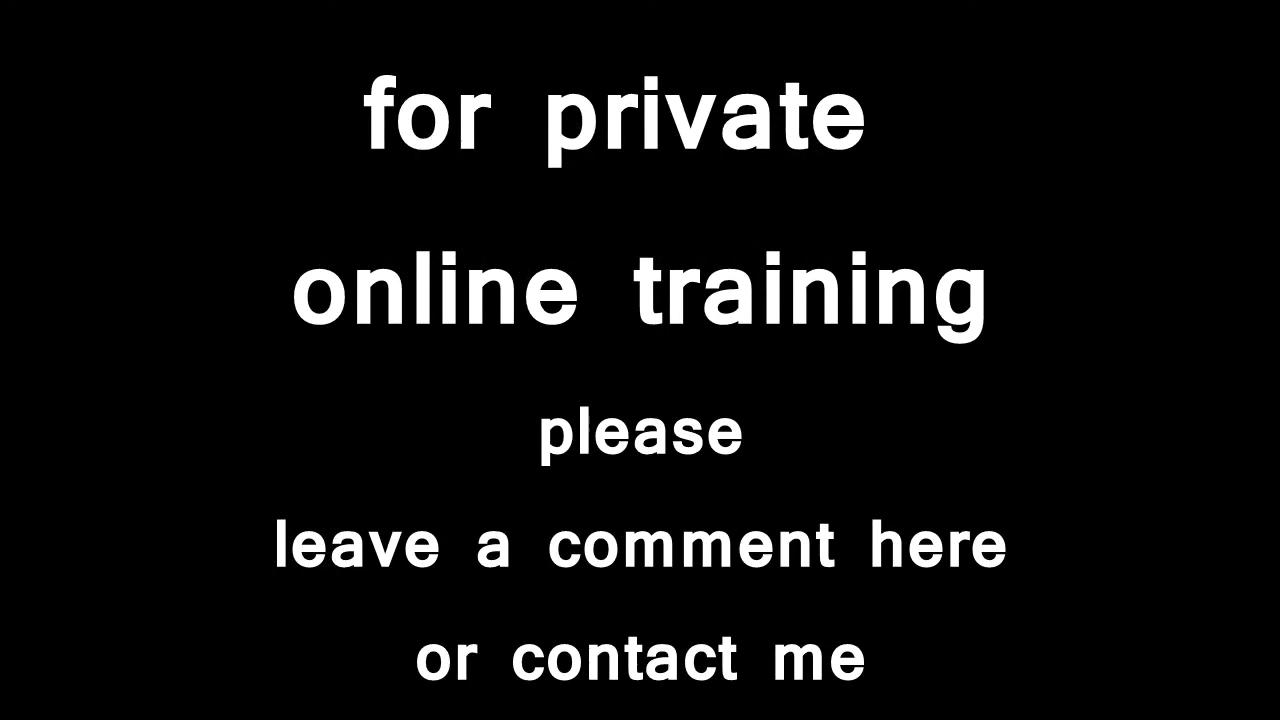 for private
online training
please
leave a comment here
or contact me